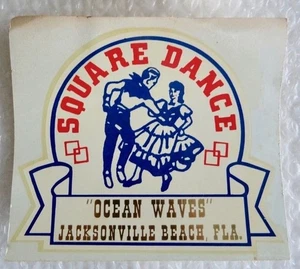 SQUARE DANCE
"OCEAN WAVES"
JACKSONVILLE BEACH, FLA.